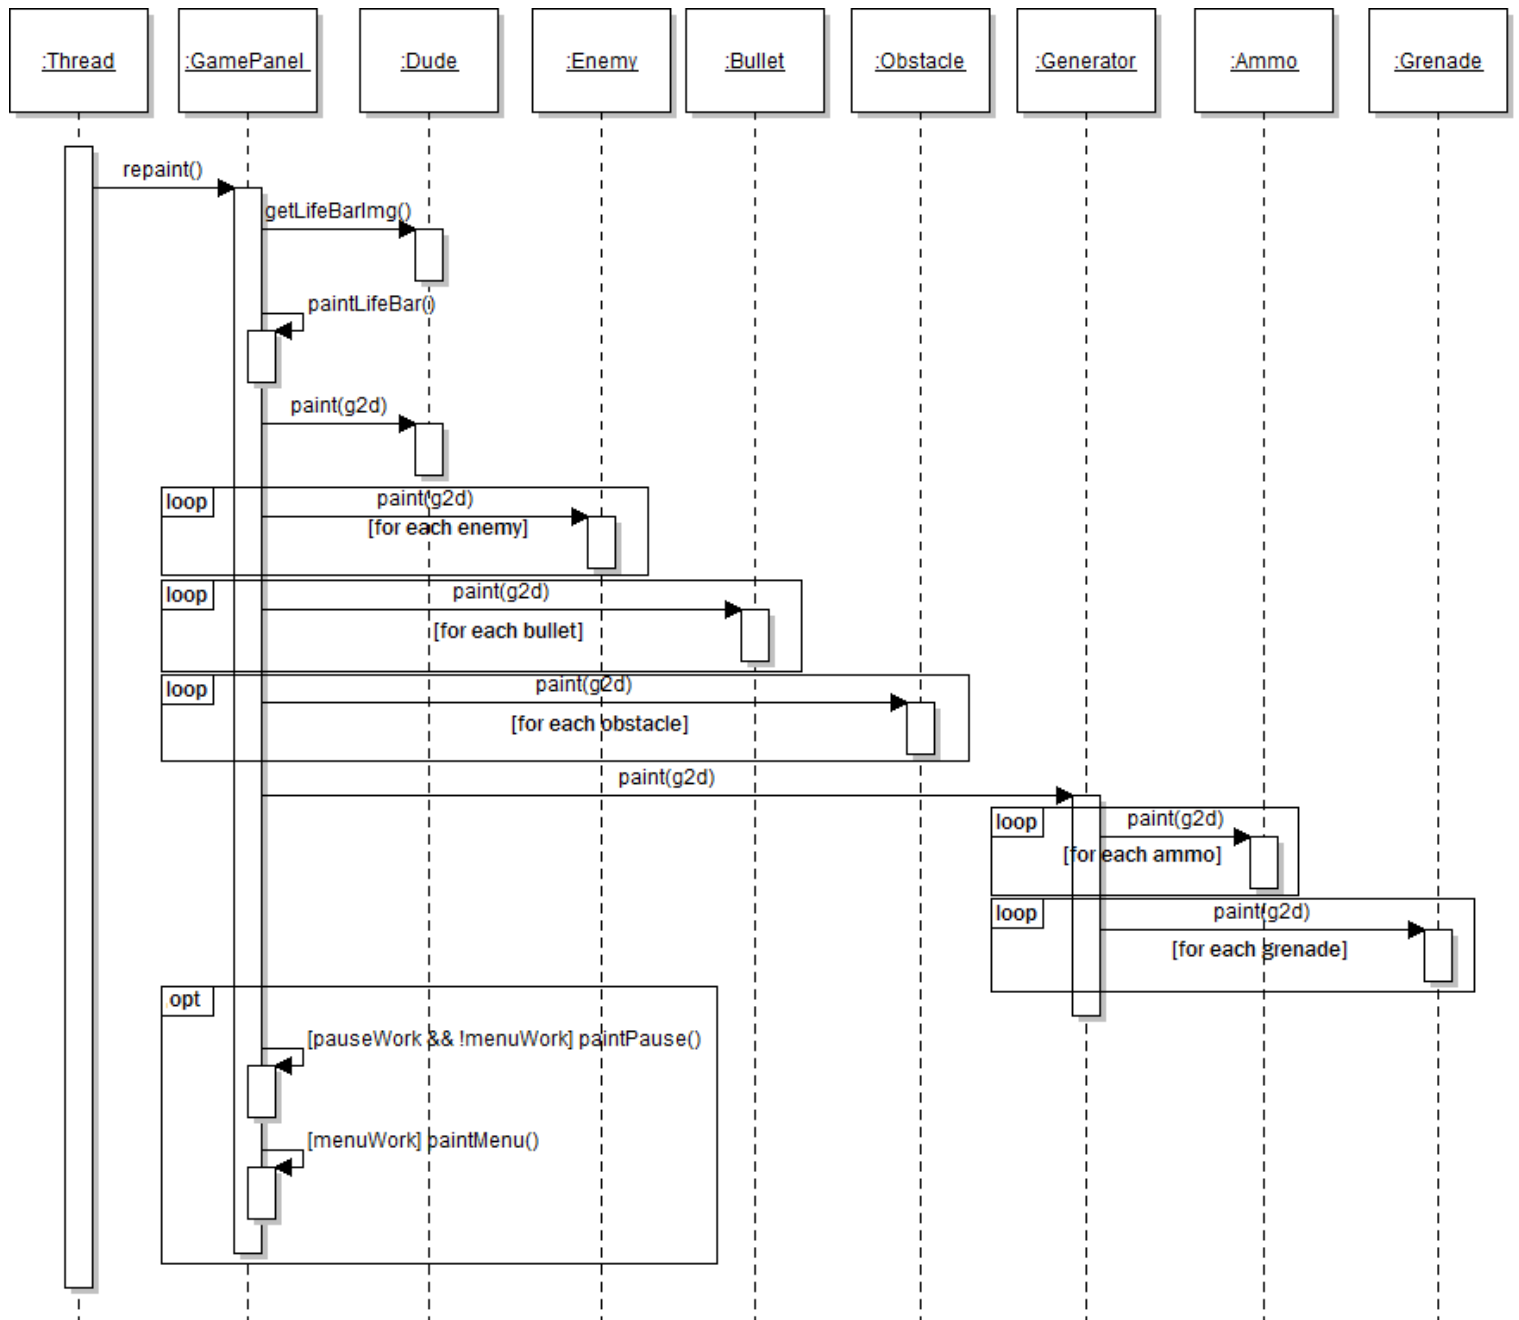 :Thread
:GamePanel
:Dude
:Enemy
:Bullet
:Obstacle
:Generator
:Ammo
:Grenade
repaint()
getLifeBarImg()
paintLifeBar()
paint(g2d)
loop
paint(g2d)
[for each enemy]
loop
paint(g2d)
[for each bullet]
loop
paint(g2d)
[for each obstacle]
paint(g2d)
loop
paint(g2d)
[for each ammo]
loop
paint(g2d)
[for each grenade]
opt
[pauseWork && !menuWork] paintPause()
[menuWork] paintMenu()